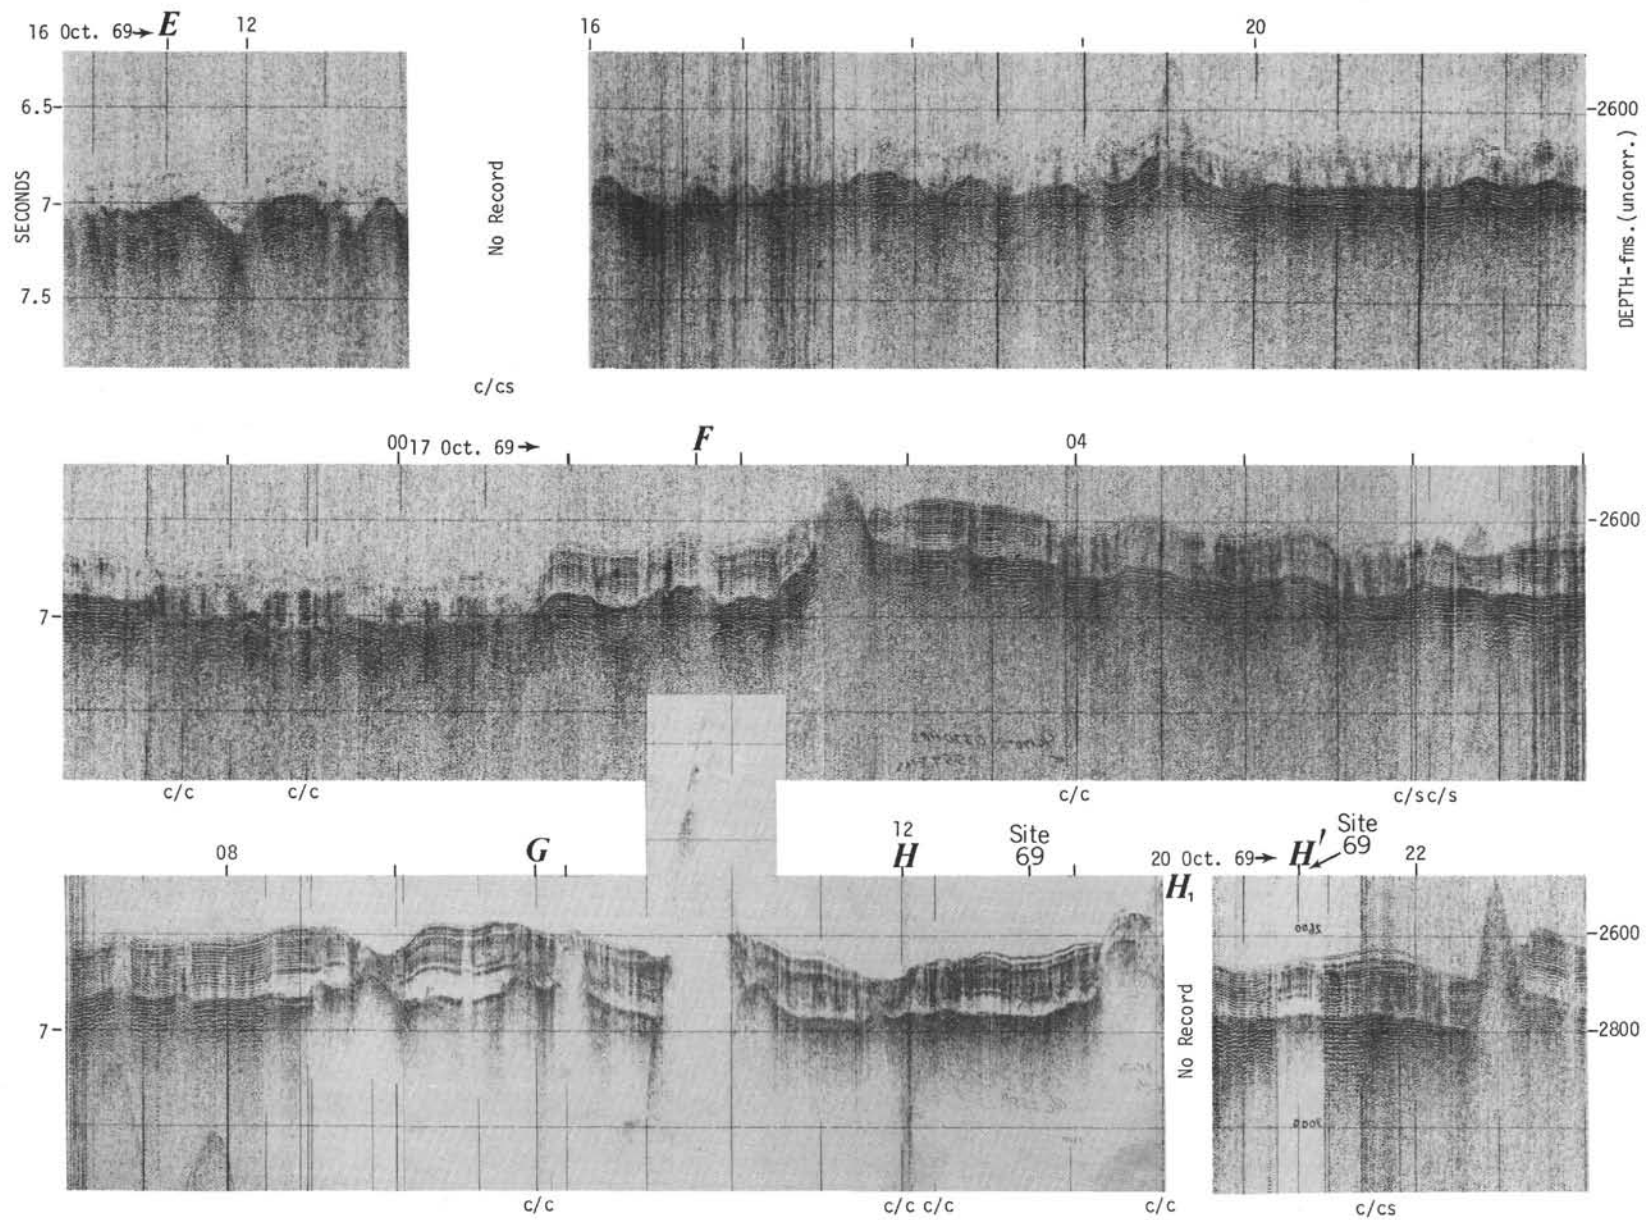 16 Oct. 69→ E 12 16 20
6.5 2600
SECONDS
7
7.5
No Record
DEPTH-fms. (uncorr.)
c/cs
00 17 Oct. 69→ F 04
2600
7
c/c c/c c/c c/s c/s
08 G 12 H Site 69 20 Oct. 69→ H' Site 69 22
H₁
2600 2600
7 2800
No Record
c/c c/c c/c c/c c/cs